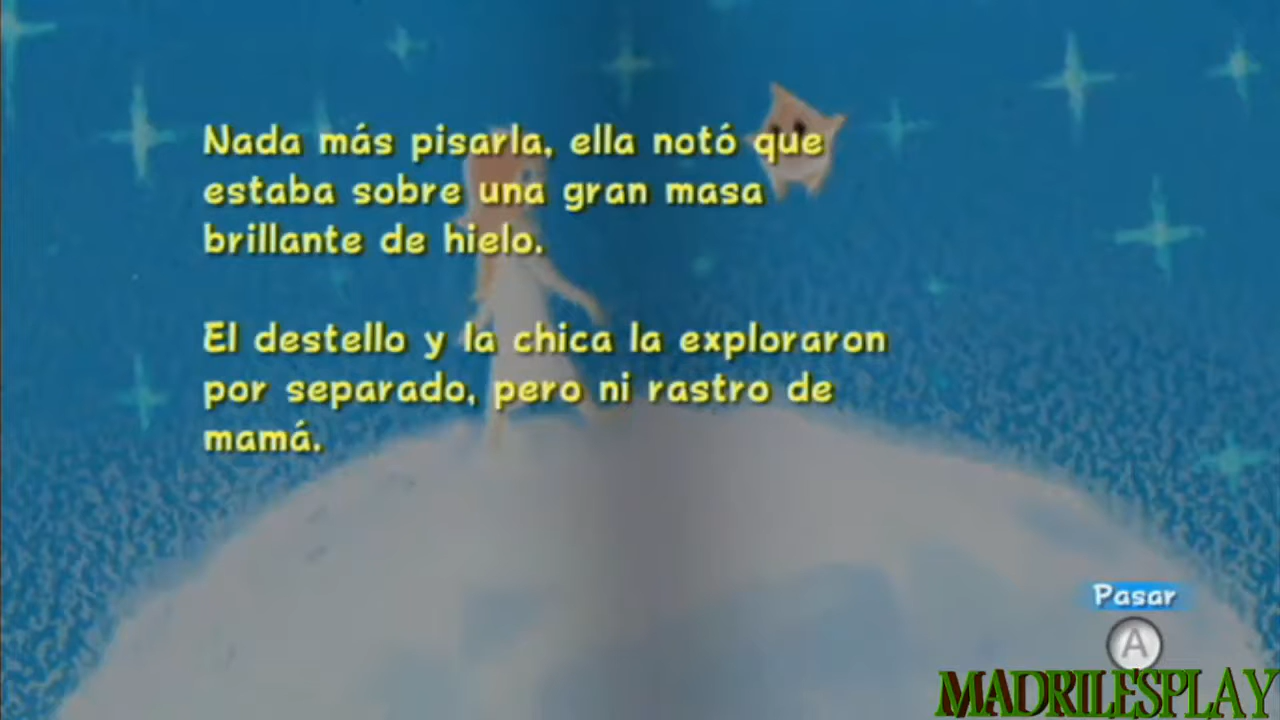 Nada más pisarla, ella notó que
estaba sobre una gran masa
brillante de hielo.
El destello y la chica la exploraron
por separado, pero ni rastro de
mamá.
Pasar
A
MADRILESPLAY